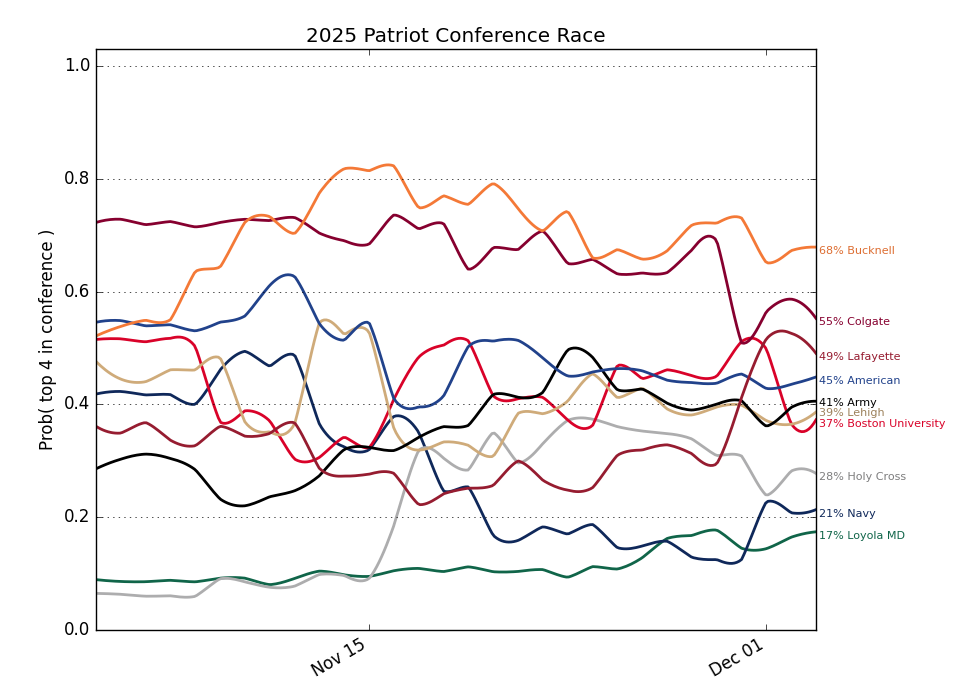 2025 Patriot Conference Race
Prob( top 4 in conference )
1.0
0.8
0.6
0.4
0.2
0.0
Nov 15
Dec 01
68% Bucknell
55% Colgate
49% Lafayette
45% American
41% Army
39% Lehigh
37% Boston University
28% Holy Cross
21% Navy
17% Loyola MD